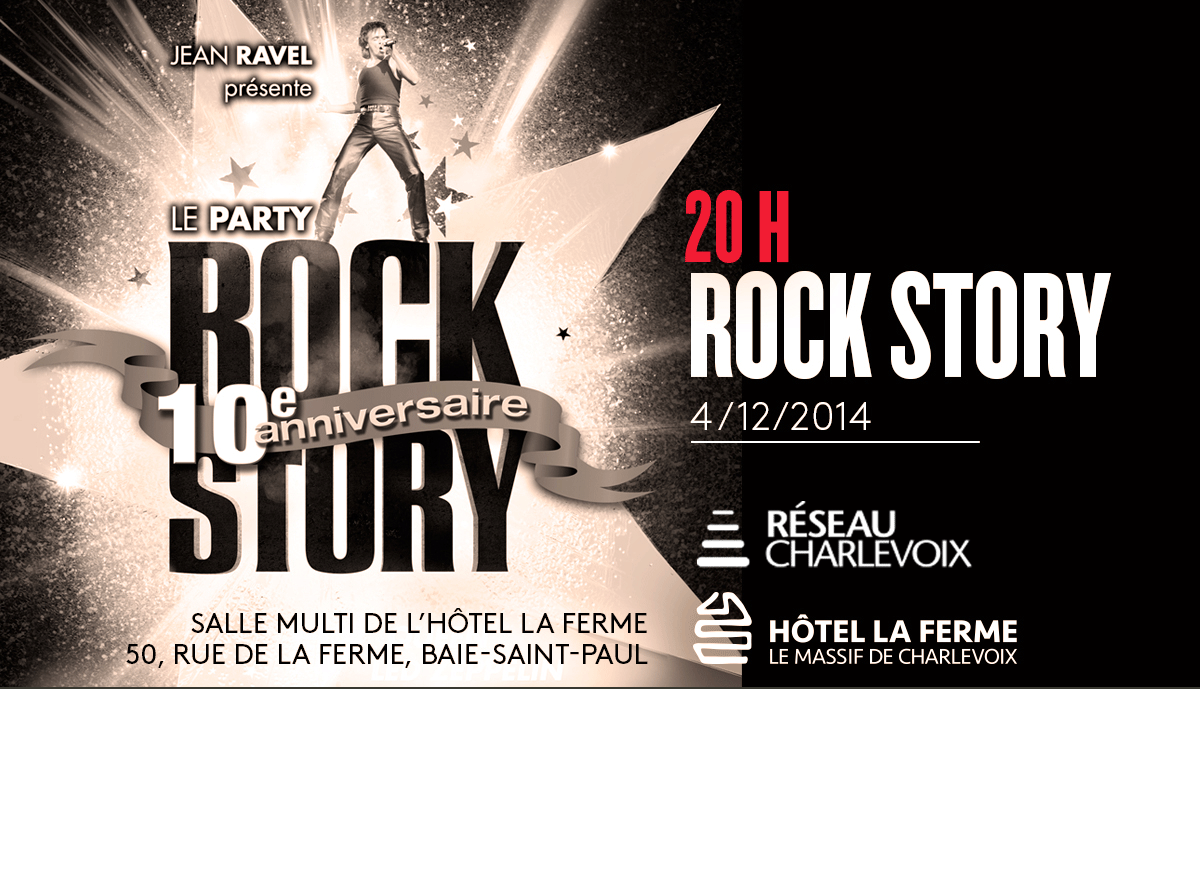 JEAN RAVEL
présente
LE PARTY
ROCK
10e anniversaire
STORY
SALLE MULTI DE L'HÔTEL LA FERME
50, RUE DE LA FERME, BAIE-SAINT-PAUL
LED ZEPPELIN
20 H
ROCK STORY
4/12/2014
RÉSEAU
CHARLEVOIX
HÔTEL LA FERME
LE MASSIF DE CHARLEVOIX